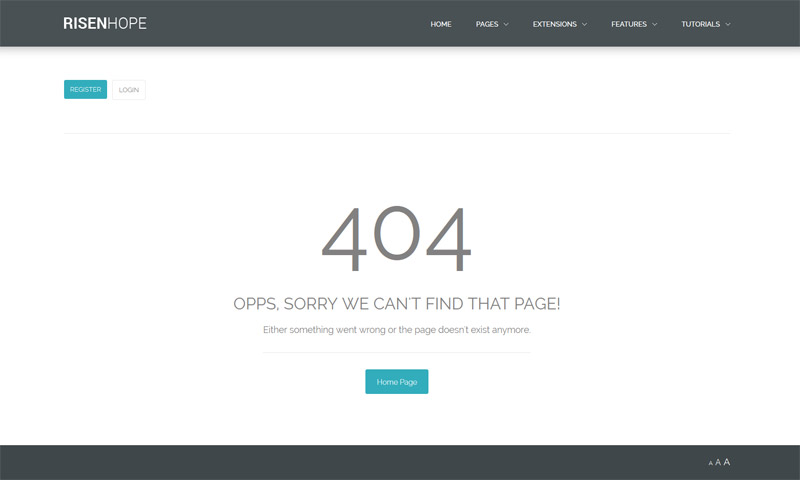 RISENHOPE HOME PAGES EXTENSIONS FEATURES TUTORIALS
REGISTER LOGIN
404
OPPS, SORRY WE CAN'T FIND THAT PAGE!
Either something went wrong or the page doesn't exist anymore.
Home Page
A A A